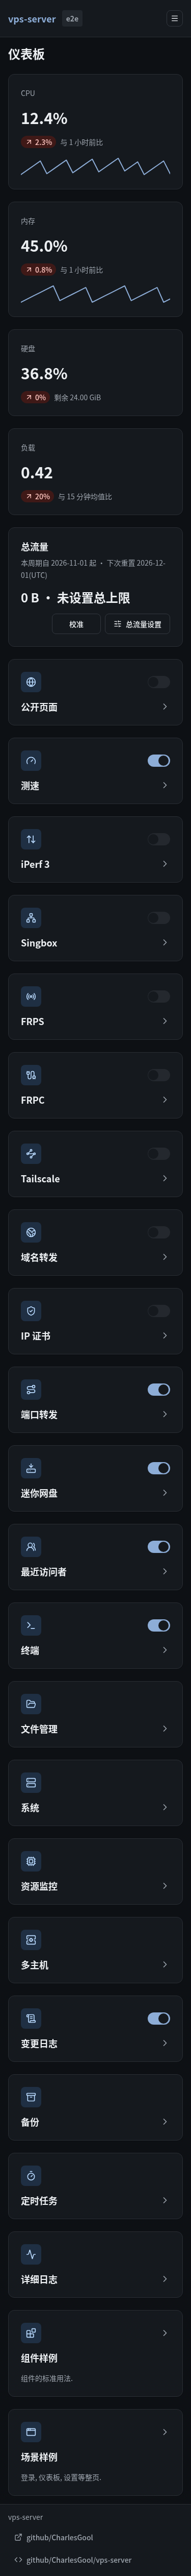 vps-server e2e
仪表板
CPU
12.4%
2.3% 与 1 小时前比
内存
45.0%
0.8% 与 1 小时前比
硬盘
36.8%
0% 剩余 24.00 GiB
负载
0.42
20% 与 15 分钟均值比
总流量
本周期自 2026-11-01 起 · 下次重置 2026-12-
01(UTC)
0 B · 未设置总上限
校准 总流量设置
公开页面
测速
iPerf 3
Singbox
FRPS
FRPC
Tailscale
域名转发
IP 证书
端口转发
迷你网盘
最近访问者
终端
文件管理
系统
资源监控
多主机
变更日志
备份
定时任务
详细日志
组件样例
组件的标准用法.
场景样例
登录, 仪表板, 设置等整页.
vps-server
github/CharlesGool
github/CharlesGool/vps-server